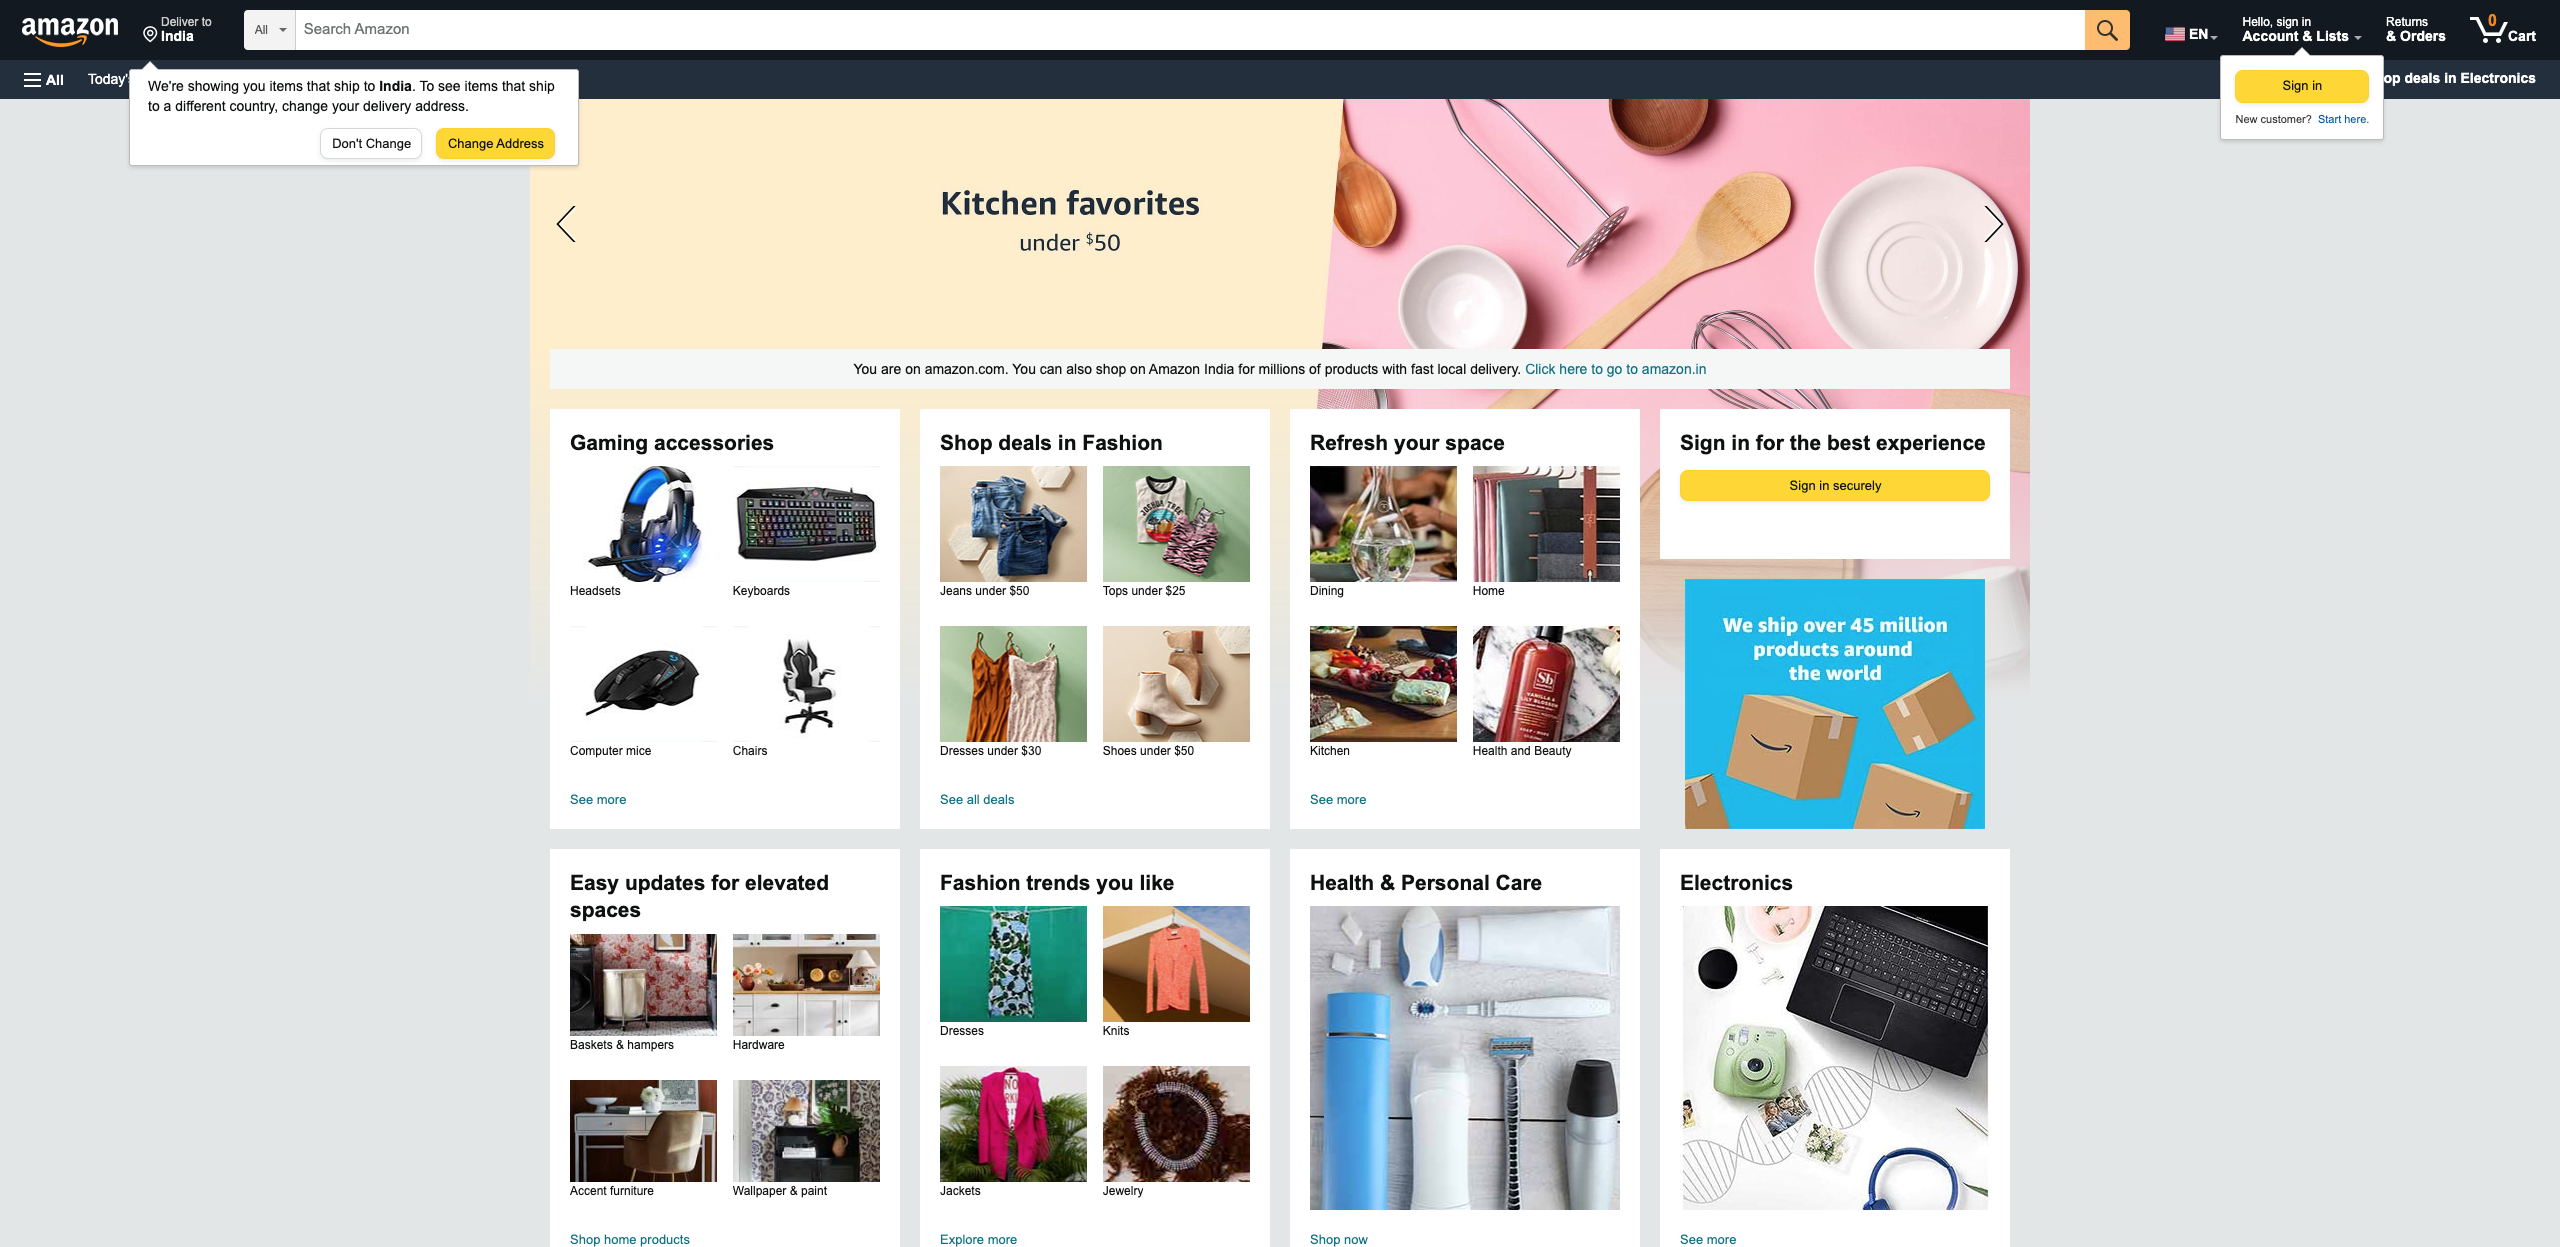 amazon
Deliver to
India
All
Search Amazon
EN
Hello, sign in
Account & Lists
Returns
& Orders
0
Cart
All
Today's
op deals in Electronics
We're showing you items that ship to India. To see items that ship
to a different country, change your delivery address.
Don't Change
Change Address
Sign in
New customer? Start here.
Kitchen favorites
under $50
You are on amazon.com. You can also shop on Amazon India for millions of products with fast local delivery. Click here to go to amazon.in
Gaming accessories
Headsets
Keyboards
Computer mice
Chairs
See more
Shop deals in Fashion
JOSHUA TREE
Jeans under $50
Tops under $25
Dresses under $30
Shoes under $50
See all deals
Refresh your space
Dining
Home
Sb
VANILLA &
LILY BLOSSOM
Kitchen
Health and Beauty
See more
Sign in for the best experience
Sign in securely
We ship over 45 million
products around
the world
Easy updates for elevated
spaces
Baskets & hampers
Hardware
Accent furniture
Wallpaper & paint
Shop home products
Fashion trends you like
Dresses
Knits
Jackets
Jewelry
Explore more
Health & Personal Care
Shop now
Electronics
See more